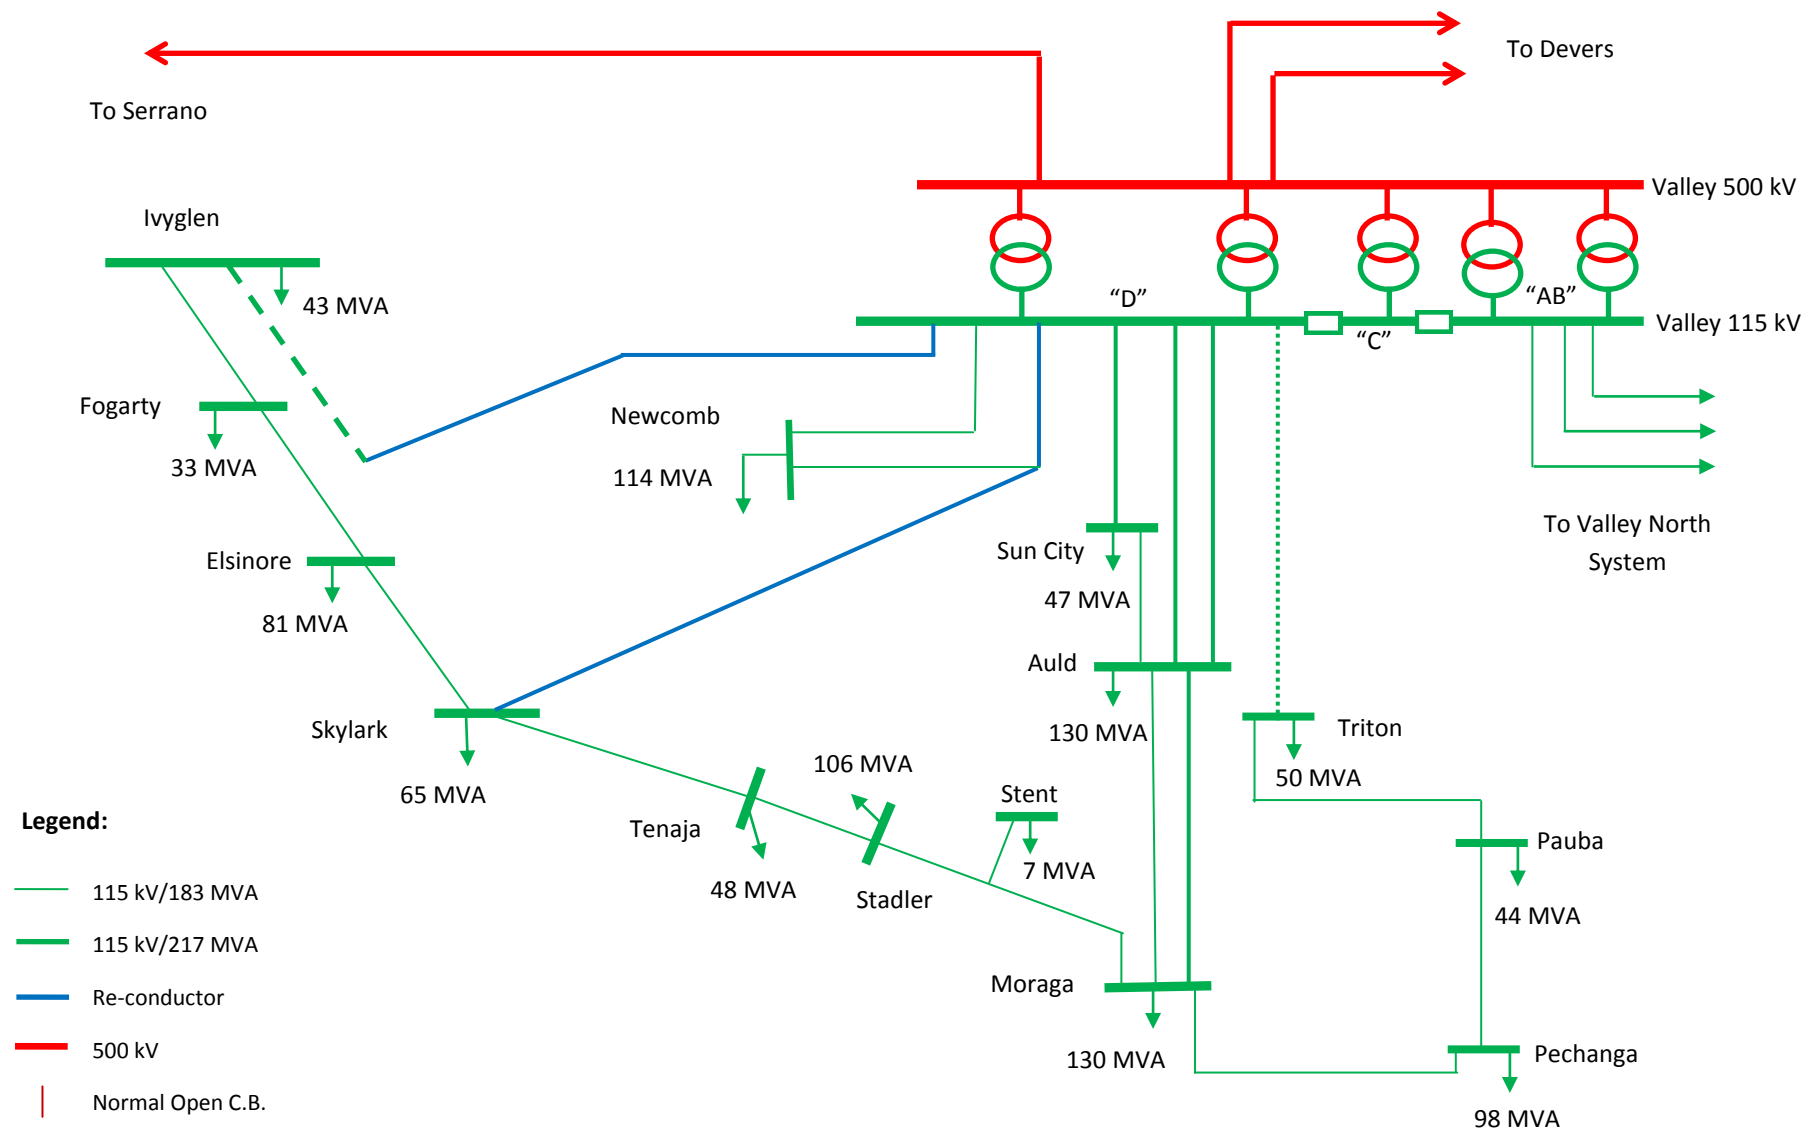 To Devers
To Serrano
Valley 500 kV
Ivyglen
43 MVA
“D”
“AB”
“C”
Valley 115 kV
Fogarty
33 MVA
Newcomb
114 MVA
To Valley North
System
Elsinore
81 MVA
Sun City
47 MVA
Auld
130 MVA
Skylark
65 MVA
Triton
50 MVA
106 MVA
Stent
7 MVA
Tenaja
48 MVA
Stadler
Pauba
44 MVA
Moraga
130 MVA
Pechanga
98 MVA
Legend:
115 kV/183 MVA
115 kV/217 MVA
Re-conductor
500 kV
Normal Open C.B.